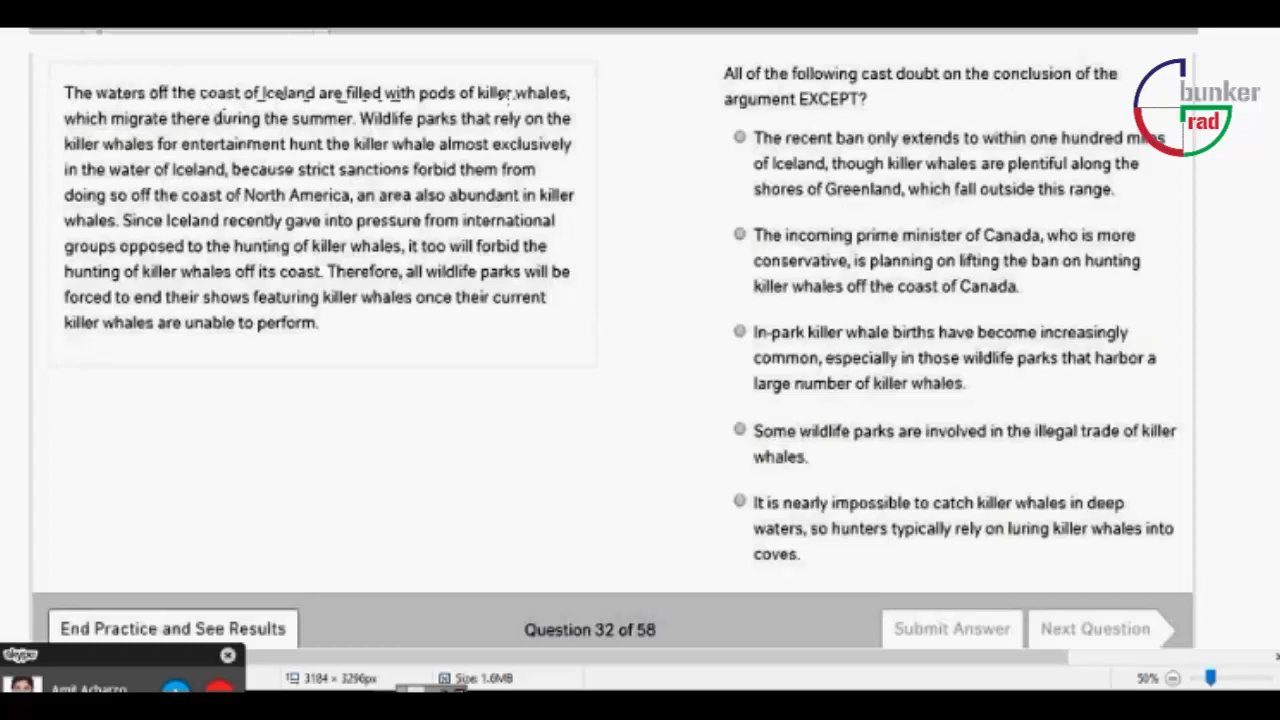 The waters off the coast of Iceland are filled with pods of killer whales,
which migrate there during the summer. Wildlife parks that rely on the
killer whales for entertainment hunt the killer whale almost exclusively
in the water of Iceland, because strict sanctions forbid them from
doing so off the coast of North America, an area also abundant in killer
whales. Since Iceland recently gave into pressure from international
groups opposed to the hunting of killer whales, it too will forbid the
hunting of killer whales off its coast. Therefore, all wildlife parks will be
forced to end their shows featuring killer whales once their current
killer whales are unable to perform.
All of the following cast doubt on the conclusion of the
argument EXCEPT?
The recent ban only extends to within one hundred miles
of Iceland, though killer whales are plentiful along the
shores of Greenland, which fall outside this range.
The incoming prime minister of Canada, who is more
conservative, is planning on lifting the ban on hunting
killer whales off the coast of Canada.
In-park killer whale births have become increasingly
common, especially in those wildlife parks that harbor a
large number of killer whales.
Some wildlife parks are involved in the illegal trade of killer
whales.
It is nearly impossible to catch killer whales in deep
waters, so hunters typically rely on luring killer whales into
coves.
bunker
rad
End Practice and See Results
Question 32 of 58
Submit Answer
Next Question
skype
3184 × 3296px
Size: 1.6MB
50%